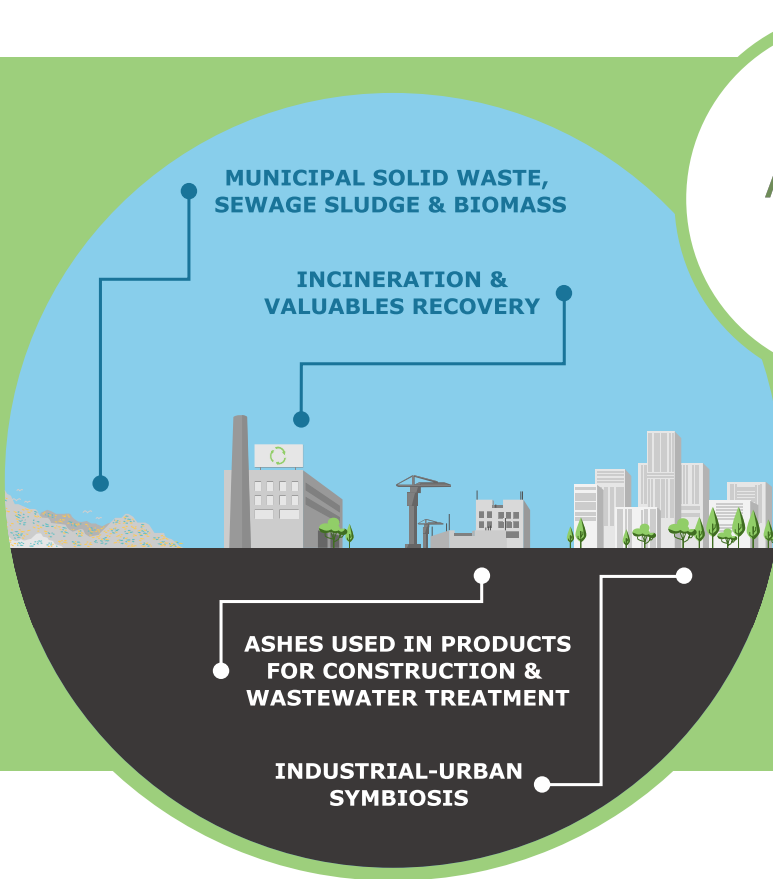 MUNICIPAL SOLID WASTE,
SEWAGE SLUDGE & BIOMASS
INCINERATION &
VALUABLES RECOVERY
ASHES USED IN PRODUCTS
FOR CONSTRUCTION &
WASTEWATER TREATMENT
INDUSTRIAL-URBAN
SYMBIOSIS